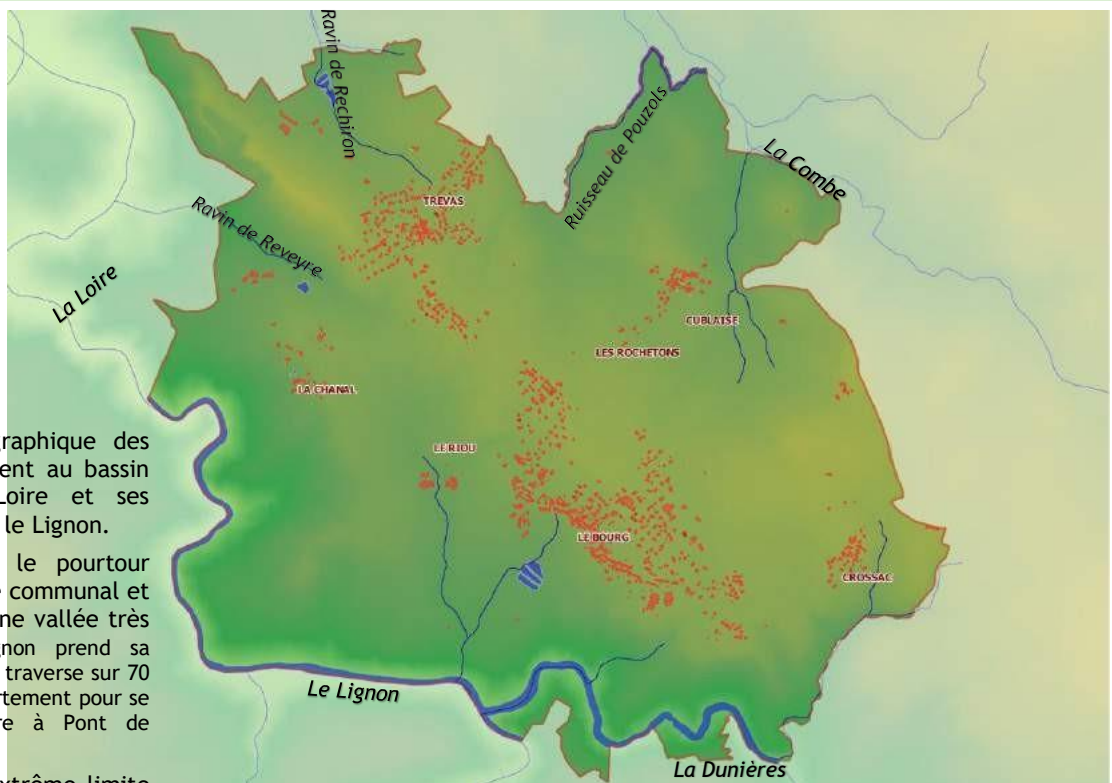 Ravin de Rechiron
Ruisseau de Pouzols
La Combe
TREVAS
Ravin de Reveyre
La Loire
CUBLAISE
LES ROCHETONS
LA CHANAL
LE RIOU
LE BOURG
CROSSAC
Le Lignon
La Dunières
graphique des
ent au bassin
Loire et ses
le Lignon.
le pourtour
communal et
ne vallée très
gnon prend sa
traverse sur 70
rtement pour se
re à Pont de
xtrême limite